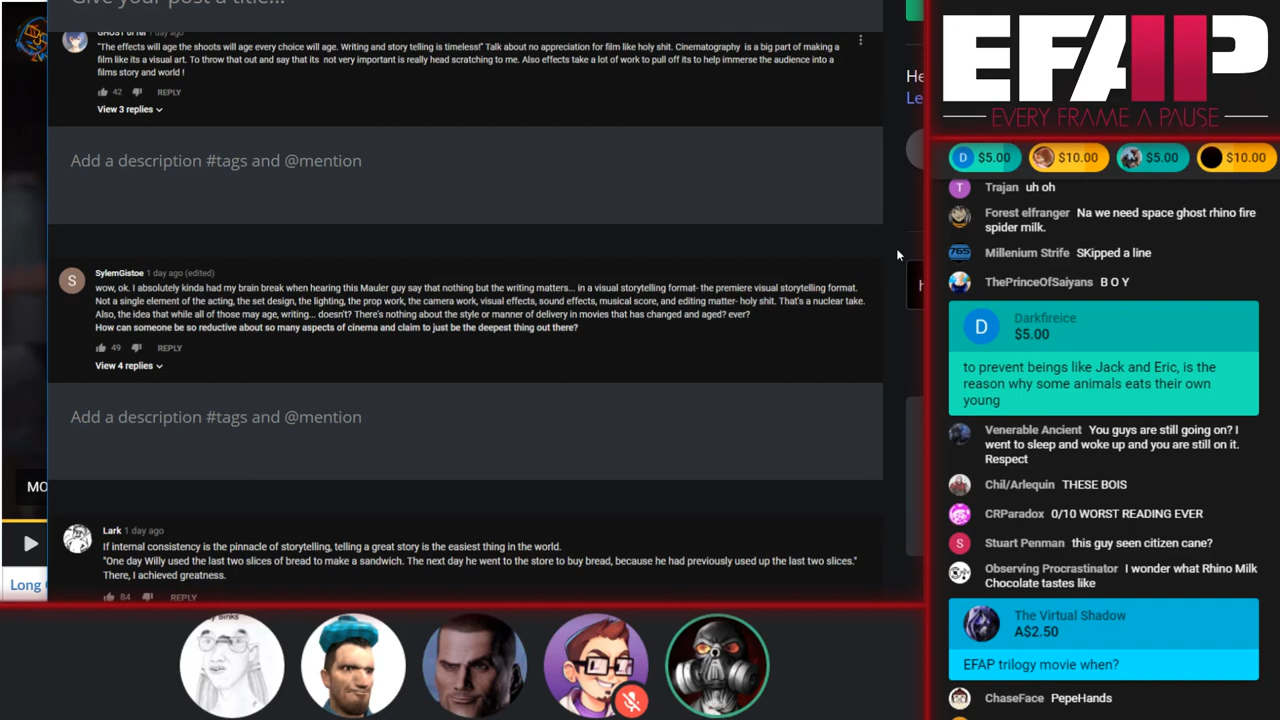 Give your post a title...
GHOST 1 day ago
"The effects will age the shoots will age every choice will age. Writing and story telling is timeless!" Talk about no appreciation for film like holy shit. Cinematography is a big part of making a
film like its a visual art. To throw that out and say that its not very important is really head scratching to me. Also effects take a lot of work to pull off its to help immerse the audience into a
films story and world !
42 REPLY
View 3 replies
Add a description #tags and @mention
S
SylemGistoe 1 day ago (edited)
wow, ok. I absolutely kinda had my brain break when hearing this Mauler guy say that nothing but the writing matters... in a visual storytelling format- the premiere visual storytelling format.
Not a single element of the acting, the set design, the lighting, the prop work, the camera work, visual effects, sound effects, musical score, and editing matter- holy shit. That's a nuclear take.
Also, the idea that while all of those may age, writing... doesn't? There's nothing about the style or manner of delivery in movies that has changed and aged? ever?
How can someone be so reductive about so many aspects of cinema and claim to just be the deepest thing out there?
49 REPLY
View 4 replies
Add a description #tags and @mention
Lark 1 day ago
If internal consistency is the pinnacle of storytelling, telling a great story is the easiest thing in the world.
"One day Willy used the last two slices of bread to make a sandwich. The next day he went to the store to buy bread, because he had previously used up the last two slices."
There, I achieved greatness.
84 REPLY
MO
Long
He
Le
h
EFAP
EVERY FRAME A PAUSE
D $5.00 $10.00 $5.00 $10.00
T Trajan uh oh
Forest elfranger Na we need space ghost rhino fire
spider milk.
Millenium Strife SKipped a line
ThePrinceOfSaiyans B O Y
D Darkfireice
$5.00
to prevent beings like Jack and Eric, is the
reason why some animals eats their own
young
Venerable Ancient You guys are still going on? I
went to sleep and woke up and you are still on it.
Respect
Chil/Arlequin THESE BOIS
CRParadox 0/10 WORST READING EVER
S Stuart Penman this guy seen citizen cane?
Observing Procrastinator I wonder what Rhino Milk
Chocolate tastes like
The Virtual Shadow
A$2.50
EFAP trilogy movie when?
ChaseFace PepeHands